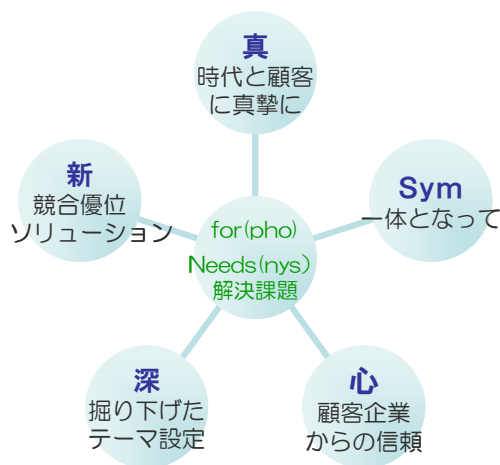 真
時代と顧客
に真摯に
新
競合優位
ソリューション
Sym
一体となって
for(pho)
Needs(nys)
解決課題
深
掘り下げた
テーマ設定
心
顧客企業
からの信頼